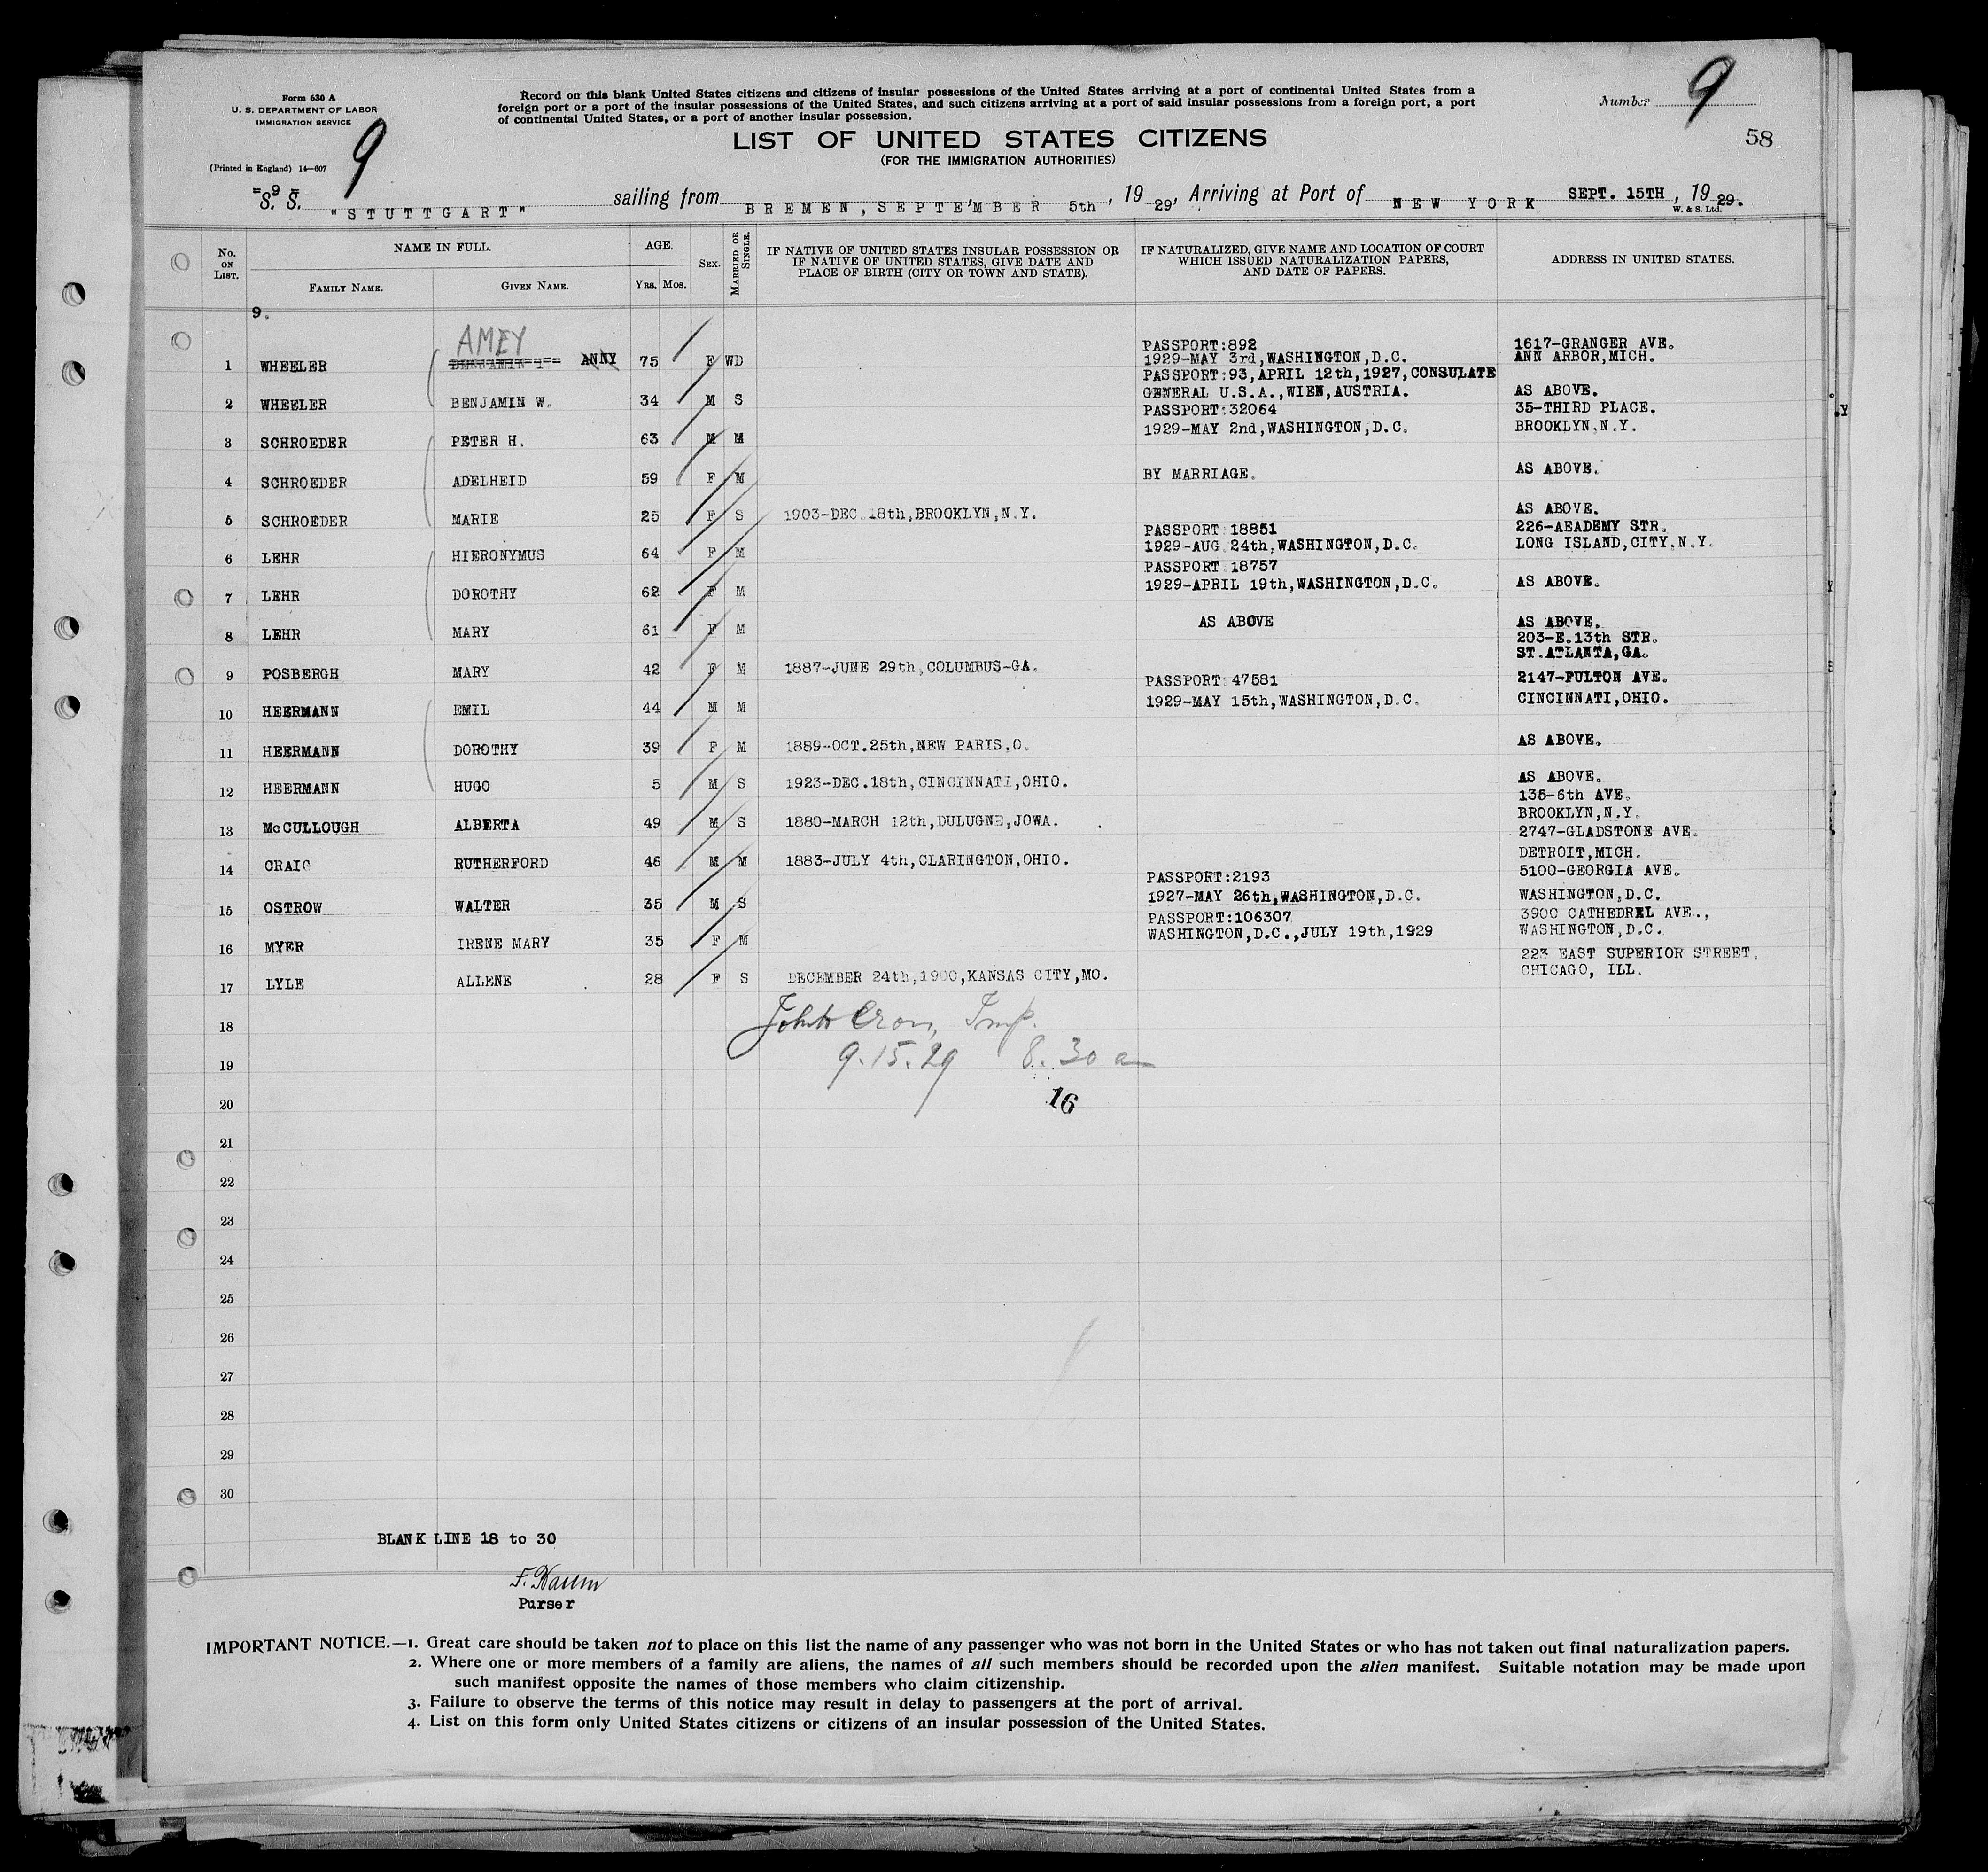 Form 630 A
U. S. DEPARTMENT OF LABOR
IMMIGRATION SERVICE
(Printed in England) 14—607
9
Record on this blank United States citizens and citizens of insular possessions of the United States arriving at a port of continental United States from a
foreign port or a port of the insular possessions of the United States, and such citizens arriving at a port of said insular possessions from a foreign port, a port
of continental United States, or a port of another insular possession.
Number 9
58
LIST OF UNITED STATES CITIZENS
(FOR THE IMMIGRATION AUTHORITIES)
=9=
S. S. "STUTTGART" sailing from BREMEN, SEPTEMBER 5th, 1929, Arriving at Port of NEW YORK SEPT. 15TH, 1929.
W. & S. Ltd.
No. ON LIST. NAME IN FULL. AGE. SEX. MARRIED OR SINGLE. IF NATIVE OF UNITED STATES INSULAR POSSESSION OR IF NATIVE OF UNITED STATES, GIVE DATE AND PLACE OF BIRTH (CITY OR TOWN AND STATE). IF NATURALIZED, GIVE NAME AND LOCATION OF COURT WHICH ISSUED NATURALIZATION PAPERS, AND DATE OF PAPERS. ADDRESS IN UNITED STATES.
FAMILY NAME. GIVEN NAME. YRS. MOS.
9.
1 WHEELER AMEY ANNY 75 F WD PASSPORT:892 1929-MAY 3rd,WASHINGTON,D.C. 1617-GRANGER AVE. ANN ARBOR,MICH.
2 WHEELER BENJAMIN W. 34 M S PASSPORT:93,APRIL 12th,1927,CONSULATE GENERAL U.S.A.,WIEN,AUSTRIA. AS ABOVE.
3 SCHROEDER PETER H. 63 M M PASSPORT:32064 1929-MAY 2nd,WASHINGTON,D.C. 35-THIRD PLACE. BROOKLYN.N.Y.
4 SCHROEDER ADELHEID 59 F M BY MARRIAGE. AS ABOVE.
5 SCHROEDER MARIE 25 F S 1903-DEC.18th,BROOKLYN,N.Y. AS ABOVE.
6 LEHR HIERONYMUS 64 F M PASSPORT:18851 1929-AUG.24th,WASHINGTON,D.C. 226-AEADEMY STR. LONG ISLAND,CITY.N.Y.
7 LEHR DOROTHY 62 F M PASSPORT:18757 1929-APRIL 19th,WASHINGTON,D.C. AS ABOVE.
8 LEHR MARY 61 F M AS ABOVE AS ABOVE.
9 POSBERGH MARY 42 F M 1887-JUNE 29th,COLUMBUS-GA. 203-E.13th STR. ST.ATLANTA,GA.
10 HEERMANN EMIL 44 M M PASSPORT:47581 1929-MAY 15th,WASHINGTON,D.C. 2147-FULTON AVE. CINCINNATI,OHIO.
11 HEERMANN DOROTHY 39 F M 1889-OCT.25th,NEW PARIS,O. AS ABOVE.
12 HEERMANN HUGO 5 M S 1923-DEC.18th,CINCINNATI,OHIO. AS ABOVE.
13 McCULLOUGH ALBERTA 49 M S 1880-MARCH 12th,DULUGNE,JOWA. 135-6th AVE. BROOKLYN,N.Y.
14 CRAIG RUTHERFORD 46 M M 1883-JULY 4th,CLARINGTON,OHIO. 2747-GLADSTONE AVE. DETROIT,MICH.
15 OSTROW WALTER 35 M S PASSPORT:2193 1927-MAY 26th,WASHINGTON,D.C. 5100-GEORGIA AVE. WASHINGTON,D.C.
16 MYER IRENE MARY 35 F M PASSPORT:106307 WASHINGTON,D.C.,JULY 19th,1929 3900 CATHEDREL AVE., WASHINGTON,D.C.
17 LYLE ALLENE 28 F S DECEMBER 24th,1900,KANSAS CITY,MO. 223 EAST SUPERIOR STREET. CHICAGO, ILL.
18 Insp.
19 9.15.29 8.30 a
20 16
21
22
23
24
25
26
27
28
29
30
BLANK LINE 18 to 30
Purser
IMPORTANT NOTICE.—1. Great care should be taken not to place on this list the name of any passenger who was not born in the United States or who has not taken out final naturalization papers.
2. Where one or more members of a family are aliens, the names of all such members should be recorded upon the alien manifest. Suitable notation may be made upon
such manifest opposite the names of those members who claim citizenship.
3. Failure to observe the terms of this notice may result in delay to passengers at the port of arrival.
4. List on this form only United States citizens or citizens of an insular possession of the United States.